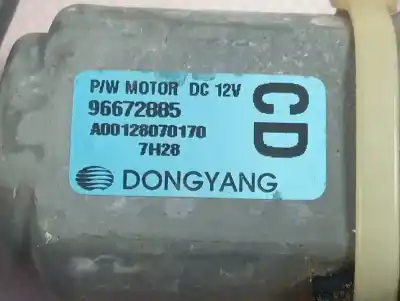 P/W MOTOR DC 12V
96672885
A00128070170
7H28
CD
DONGYANG